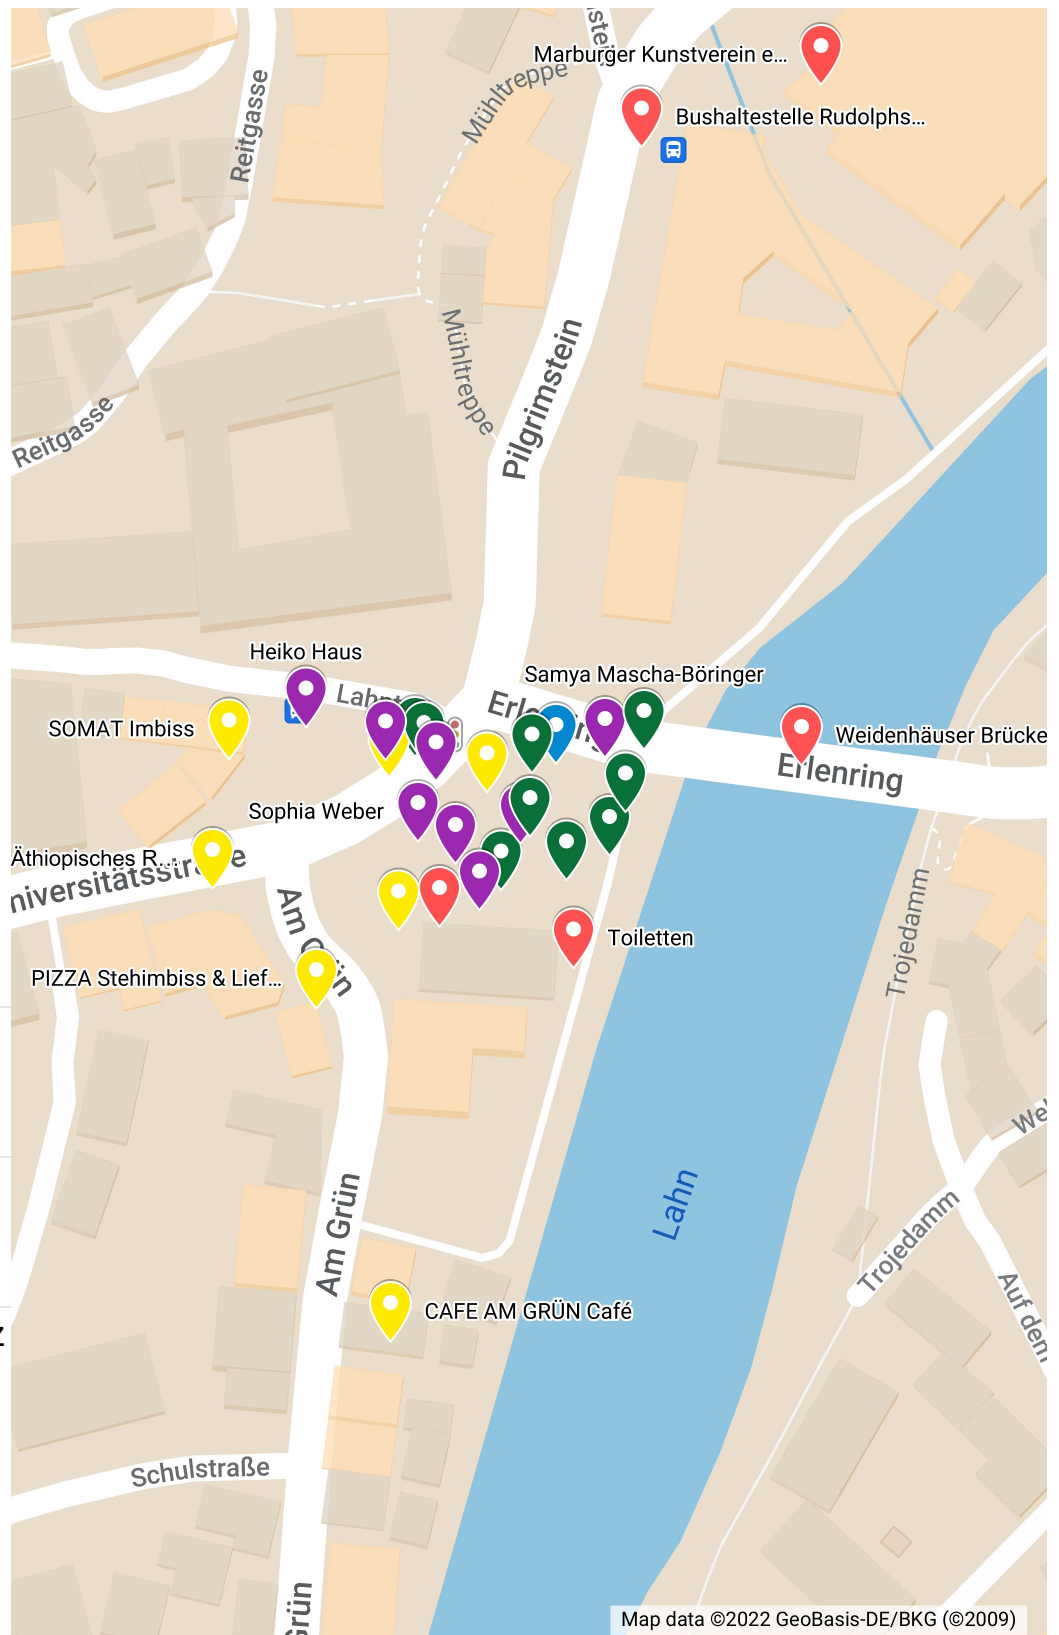 Marburger Kunstverein e...
Bushaltestelle Rudolphs...
Mühltreppe
Reitgasse
Mühltreppe
Pilgrimstein
Reitgasse
Heiko Haus
Samya Mascha-Böringer
SOMAT Imbiss
Weidenhäuser Brücke
Erlenring
Sophia Weber
Äthiopisches R...
Am Grün
Trojedamm
Toiletten
PIZZA Stehimbiss & Lief...
Lahn
Am Grün
Trojedamm
Auf dem
CAFE AM GRÜN Café
Schulstraße
Grün
Map data ©2022 GeoBasis-DE/BKG (©2009)